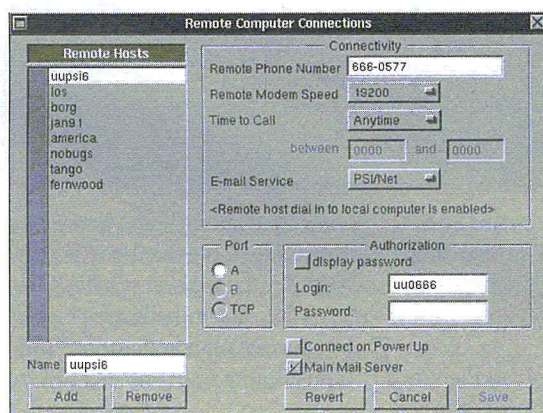 Remote Computer Connections
Remote Hosts
uupsi6
los
borg
jan91
america
nobugs
tango
fernwood
Name uupsi6
Add Remove
Connectivity
Remote Phone Number 666-0577
Remote Modem Speed 19200
Time to Call Anytime
between 0000 and 0000
E-mail Service PSI/Net
<Remote host dial in to local computer is enabled>
Port
A
B
TCP
Authorization
display password
Login: uu0666
Password:
Connect on Power Up
Main Mail Server
Revert Cancel Save